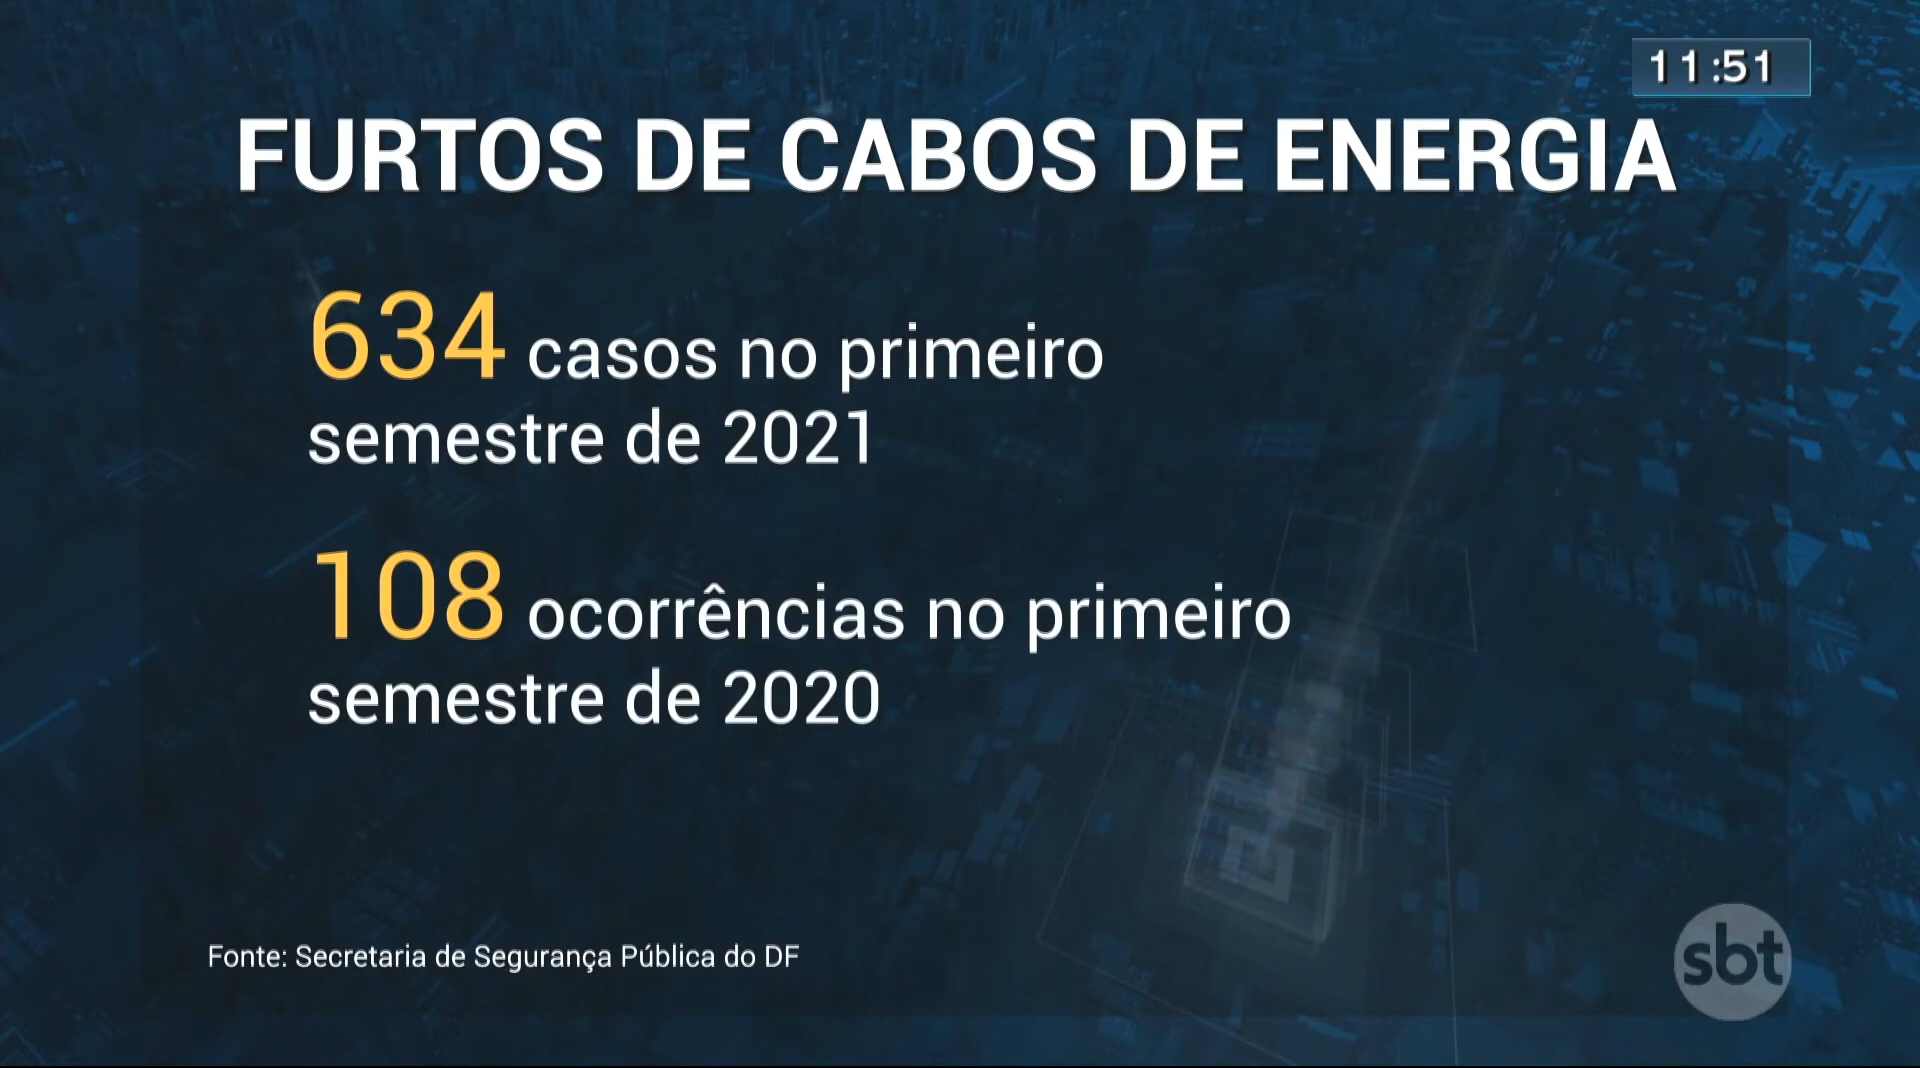 11:51
FURTOS DE CABOS DE ENERGIA
634 casos no primeiro
semestre de 2021
108 ocorrências no primeiro
semestre de 2020
Fonte: Secretaria de Segurança Pública do DF
sbt